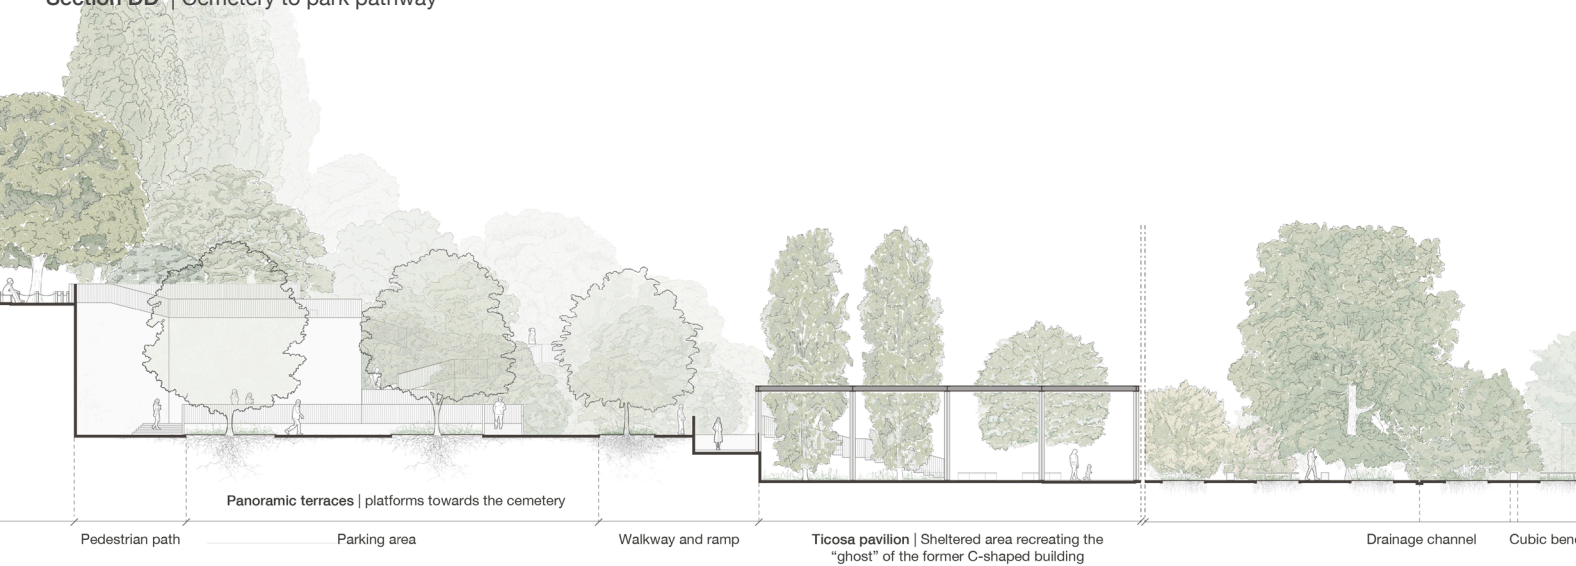 Section DD' | Cemetery to park pathway
Panoramic terraces | platforms towards the cemetery
Pedestrian path
Parking area
Walkway and ramp
Ticosa pavilion | Sheltered area recreating the
“ghost” of the former C-shaped building
Drainage channel
Cubic